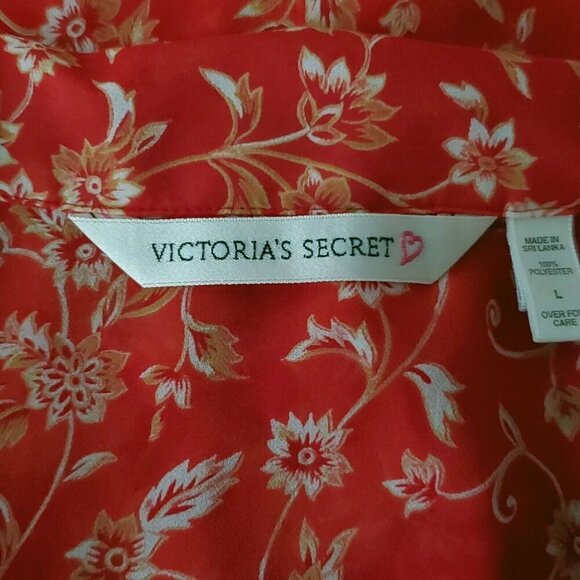 VICTORIA'S SECRET
MADE IN
SRI LANKA
100%
POLYESTER
L
OVER FOR
CARE